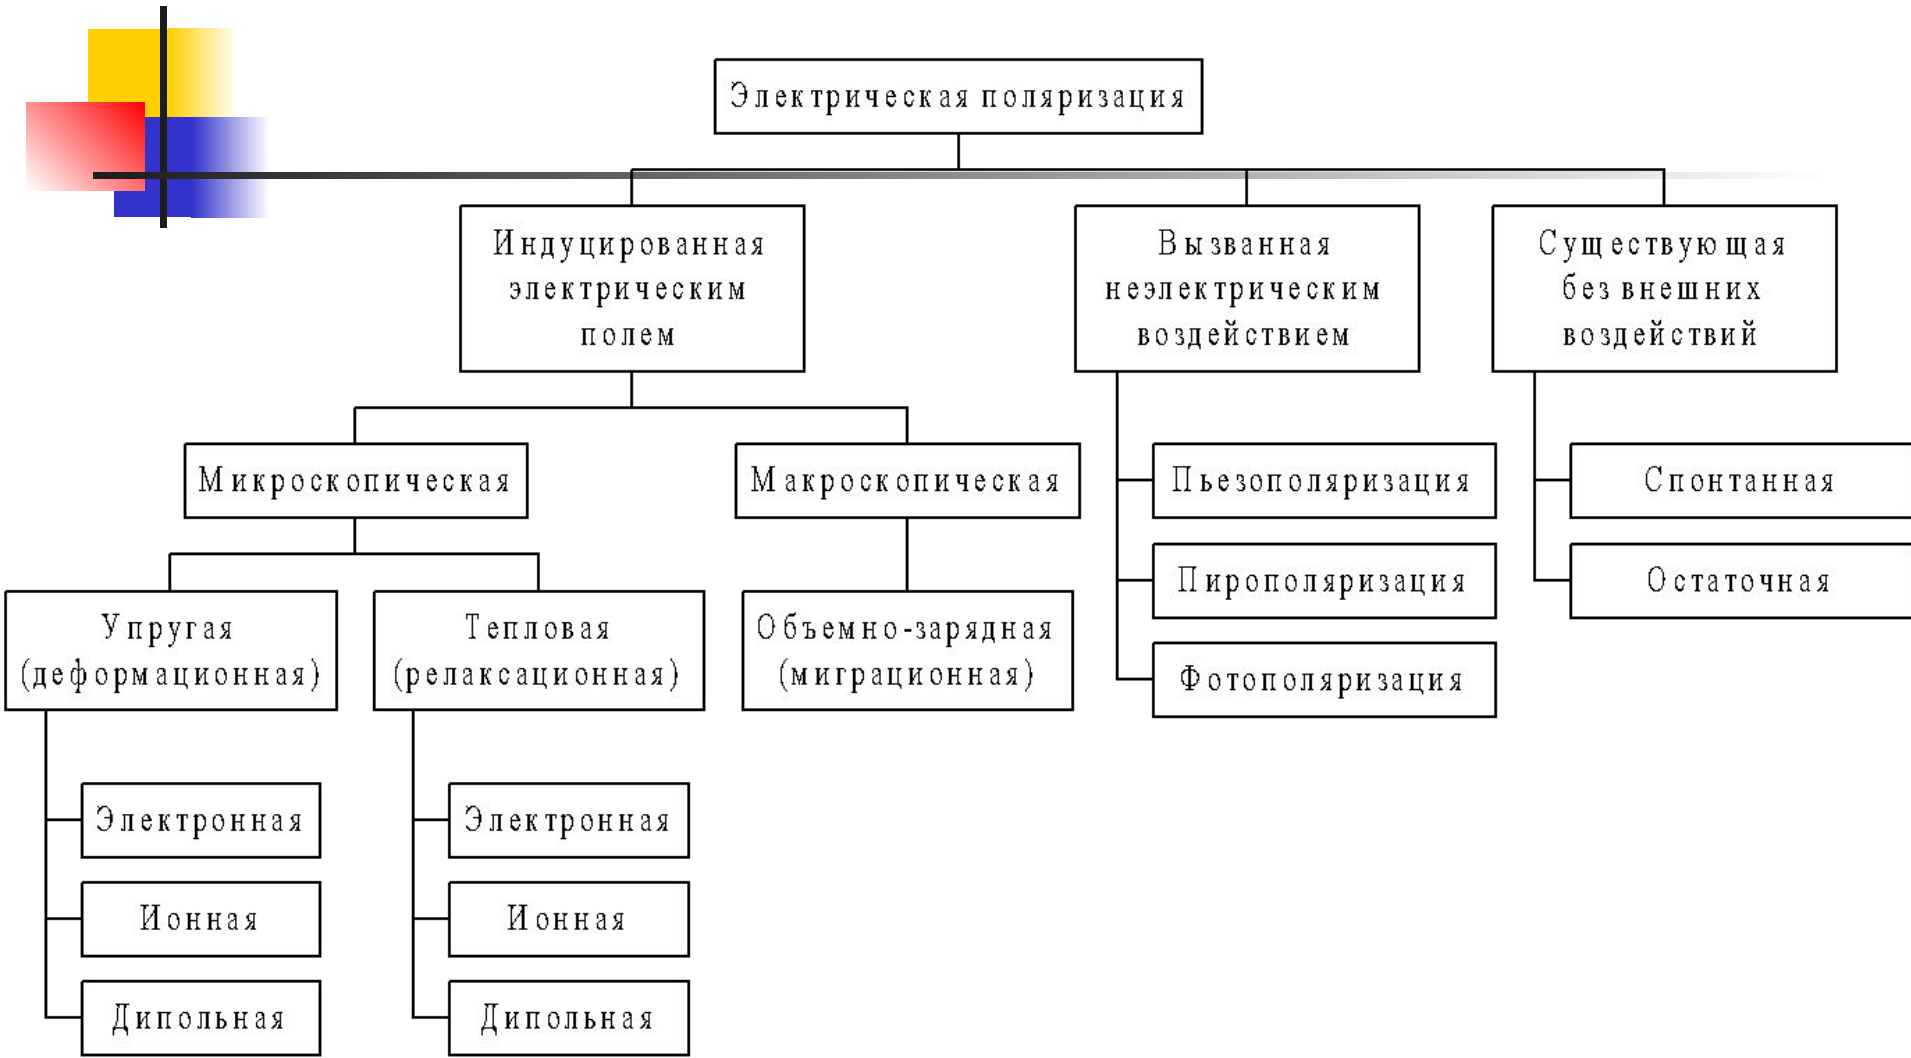 Электрическая поляризация
Индуцированная
электрическим
полем
Вызванная
неэлектрическим
воздействием
Существующая
без внешних
воздействий
Микроскопическая
Макроскопическая
Пьезополяризация
Спонтанная
Пирополяризация
Остаточная
Фотополяризация
Упругая
(деформационная)
Тепловая
(релаксационная)
Объемно-зарядная
(миграционная)
Электронная
Электронная
Ионная
Ионная
Дипольная
Дипольная